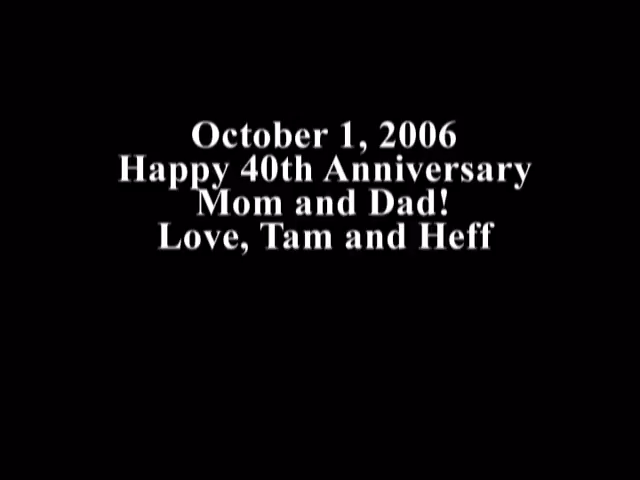 October 1, 2006
Happy 40th Anniversary
Mom and Dad!
Love, Tam and Heff